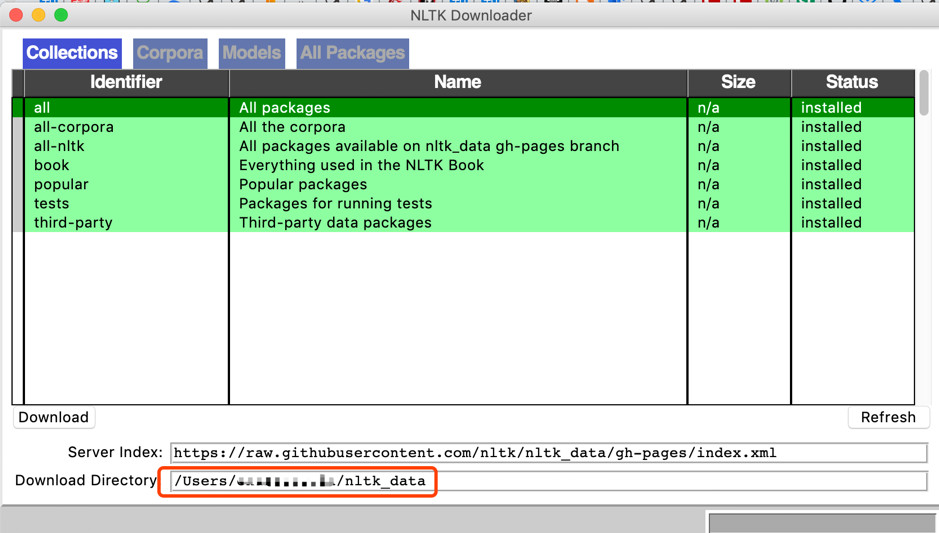 NLTK Downloader
Collections Corpora Models All Packages
Identifier Name Size Status
all All packages n/a installed
all-corpora All the corpora n/a installed
all-nltk All packages available on nltk_data gh-pages branch n/a installed
book Everything used in the NLTK Book n/a installed
popular Popular packages n/a installed
tests Packages for running tests n/a installed
third-party Third-party data packages n/a installed
Download Refresh
Server Index: https://raw.githubusercontent.com/nltk/nltk_data/gh-pages/index.xml
Download Directory: /Users/ /nltk_data